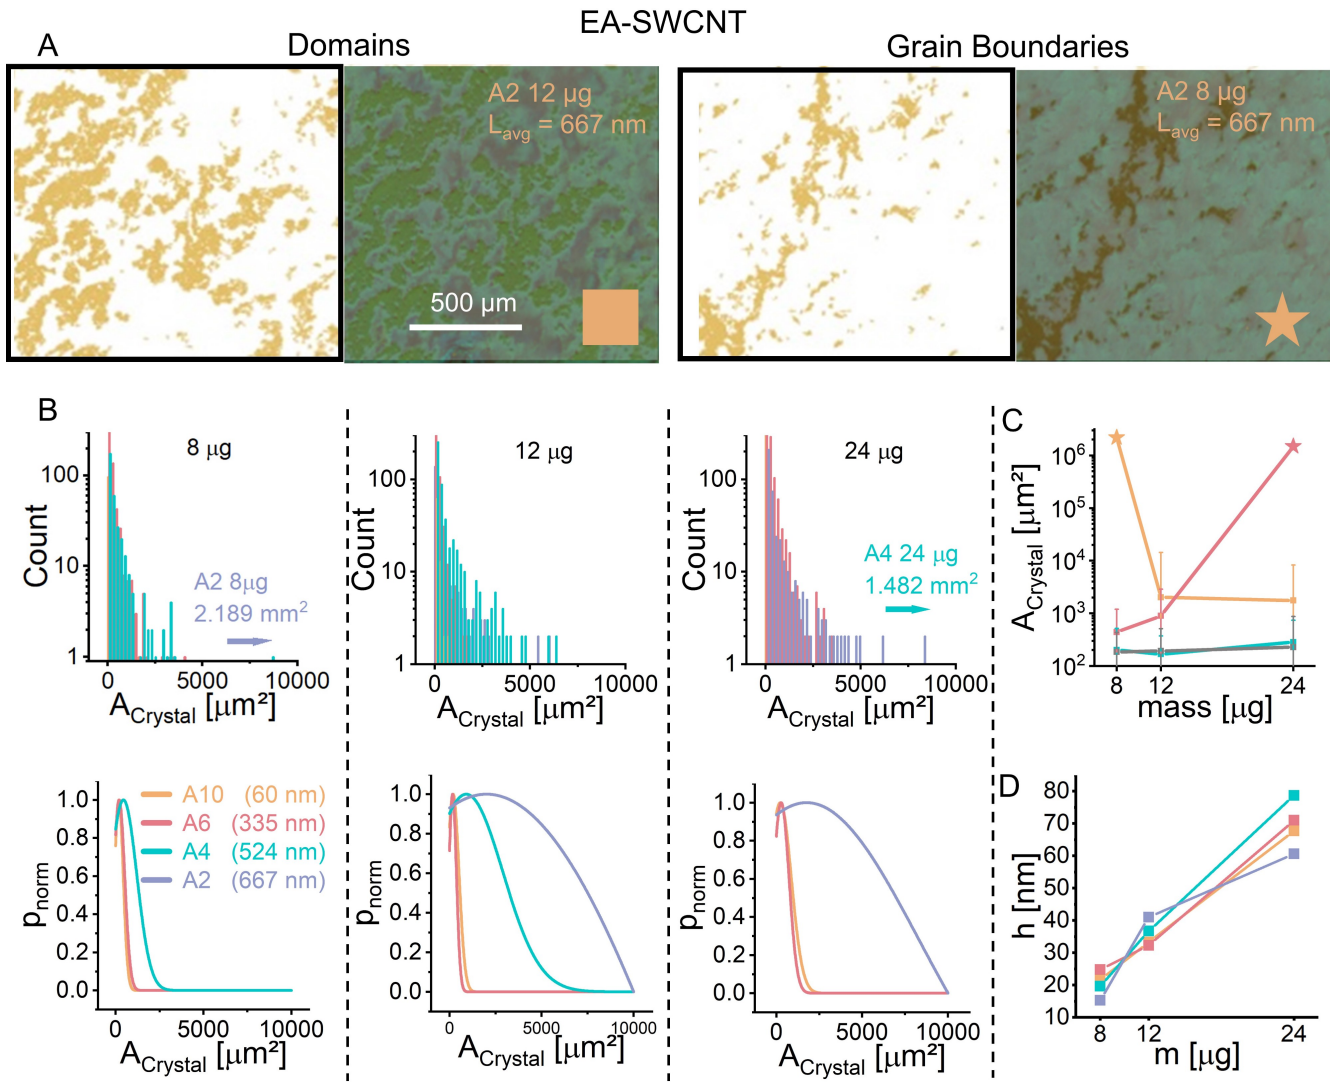 EA-SWCNT
A
Domains
Grain Boundaries
A2 12 µg
Lavg = 667 nm
500 µm
A2 8 µg
Lavg = 667 nm
B
8 µg
Count
100
10
1
A2 8µg
2.189 mm²
0
5000
10000
ACrystal [µm²]
12 µg
Count
100
10
1
0
5000
10000
ACrystal [µm²]
24 µg
Count
100
10
1
A4 24 µg
1.482 mm²
0
5000
10000
ACrystal [µm²]
C
ACrystal [µm²]
10⁶
10⁵
10⁴
10³
10²
8
12
24
mass [µg]
pnorm
1.0
0.8
0.6
0.4
0.2
0.0
A10 (60 nm)
A6 (335 nm)
A4 (524 nm)
A2 (667 nm)
0
5000
10000
ACrystal [µm²]
pnorm
1.0
0.8
0.6
0.4
0.2
0.0
0
5000
10000
ACrystal [µm²]
pnorm
1.0
0.8
0.6
0.4
0.2
0.0
0
5000
10000
ACrystal [µm²]
D
h [nm]
80
70
60
50
40
30
20
10
8
12
24
m [µg]